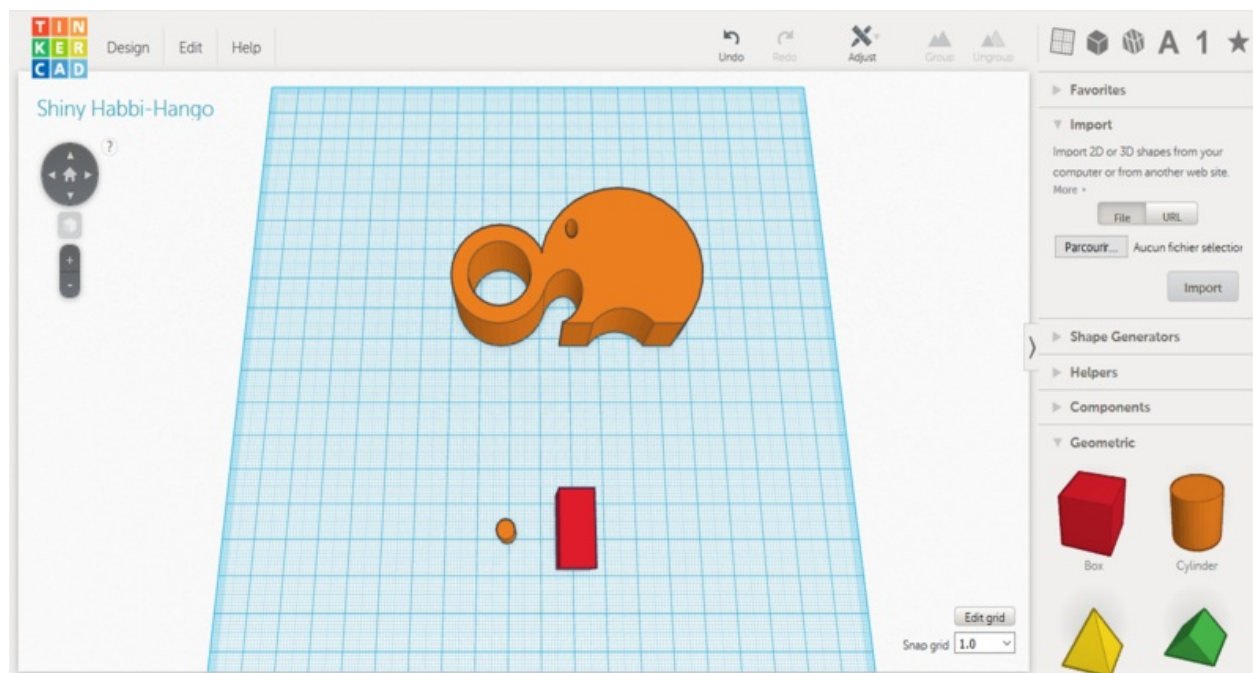 TIN
KER
CAD
Design
Edit
Help
Undo
Redo
Adjust
Group
Ungroup
A
1
Shiny Habbi-Hango
?
+
-
Favorites
Import
Import 2D or 3D shapes from your
computer or from another web site.
More +
File
URL
Parcourir...
Aucun fichier sélection
Import
Shape Generators
Helpers
Components
Geometric
Box
Cylinder
Edit grid
Snap grid
1.0